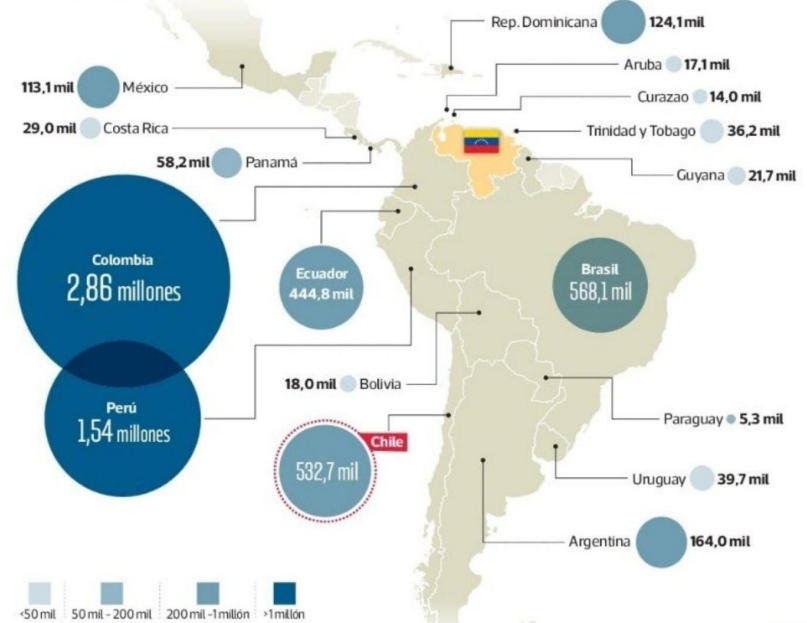 Rep. Dominicana 124,1 mil
Aruba 17,1 mil
113,1 mil México
Curazao 14,0 mil
29,0 mil Costa Rica
Trinidad y Tobago 36,2 mil
58,2 mil Panamá
Guyana 21,7 mil
Colombia
2,86 millones
Ecuador
444,8 mil
Brasil
568,1 mil
18,0 mil Bolivia
Perú
1,54 millones
Paraguay 5,3 mil
Chile
532,7 mil
Uruguay 39,7 mil
Argentina 164,0 mil
<50 mil 50 mil - 200 mil 200 mil -1 millón >1 millón